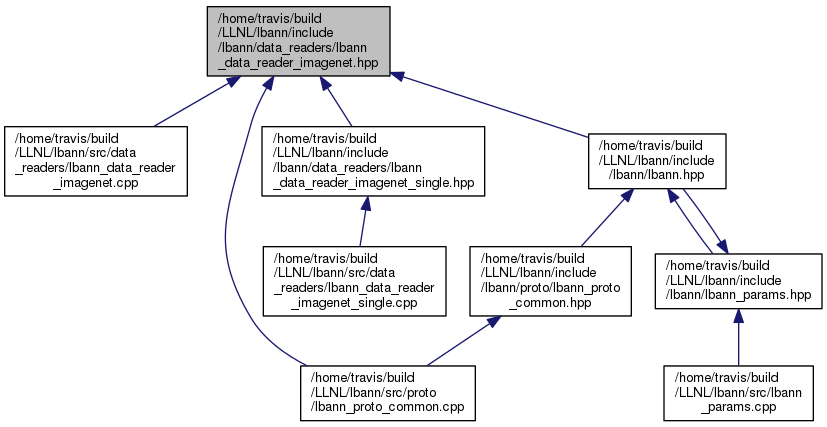 /home/travis/build
/LLNL/lbann/include
/lbann/data_readers/lbann
_data_reader_imagenet.hpp
/home/travis/build
/LLNL/lbann/src/data
_readers/lbann_data_reader
_imagenet.cpp
/home/travis/build
/LLNL/lbann/include
/lbann/data_readers/lbann
_data_reader_imagenet_single.hpp
/home/travis/build
/LLNL/lbann/include
/lbann/lbann.hpp
/home/travis/build
/LLNL/lbann/src/data
_readers/lbann_data_reader
_imagenet_single.cpp
/home/travis/build
/LLNL/lbann/include
/lbann/proto/lbann_proto
_common.hpp
/home/travis/build
/LLNL/lbann/include
/lbann/lbann_params.hpp
/home/travis/build
/LLNL/lbann/src/proto
/lbann_proto_common.cpp
/home/travis/build
/LLNL/lbann/src/lbann
_params.cpp